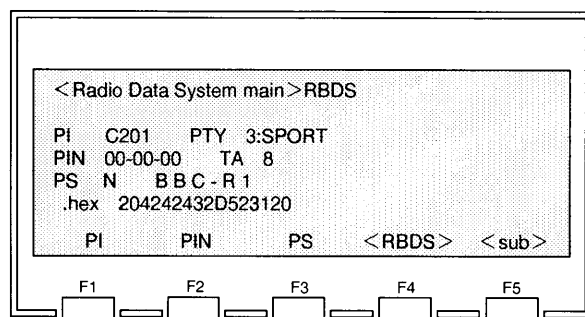 <Radio Data System main>RBDS
PI C201 PTY 3:SPORT
PIN 00-00-00 TA 8
PS N BBC-R1
.hex 204242432D523120
PI PIN PS <RBDS> <sub>
F1 F2 F3 F4 F5